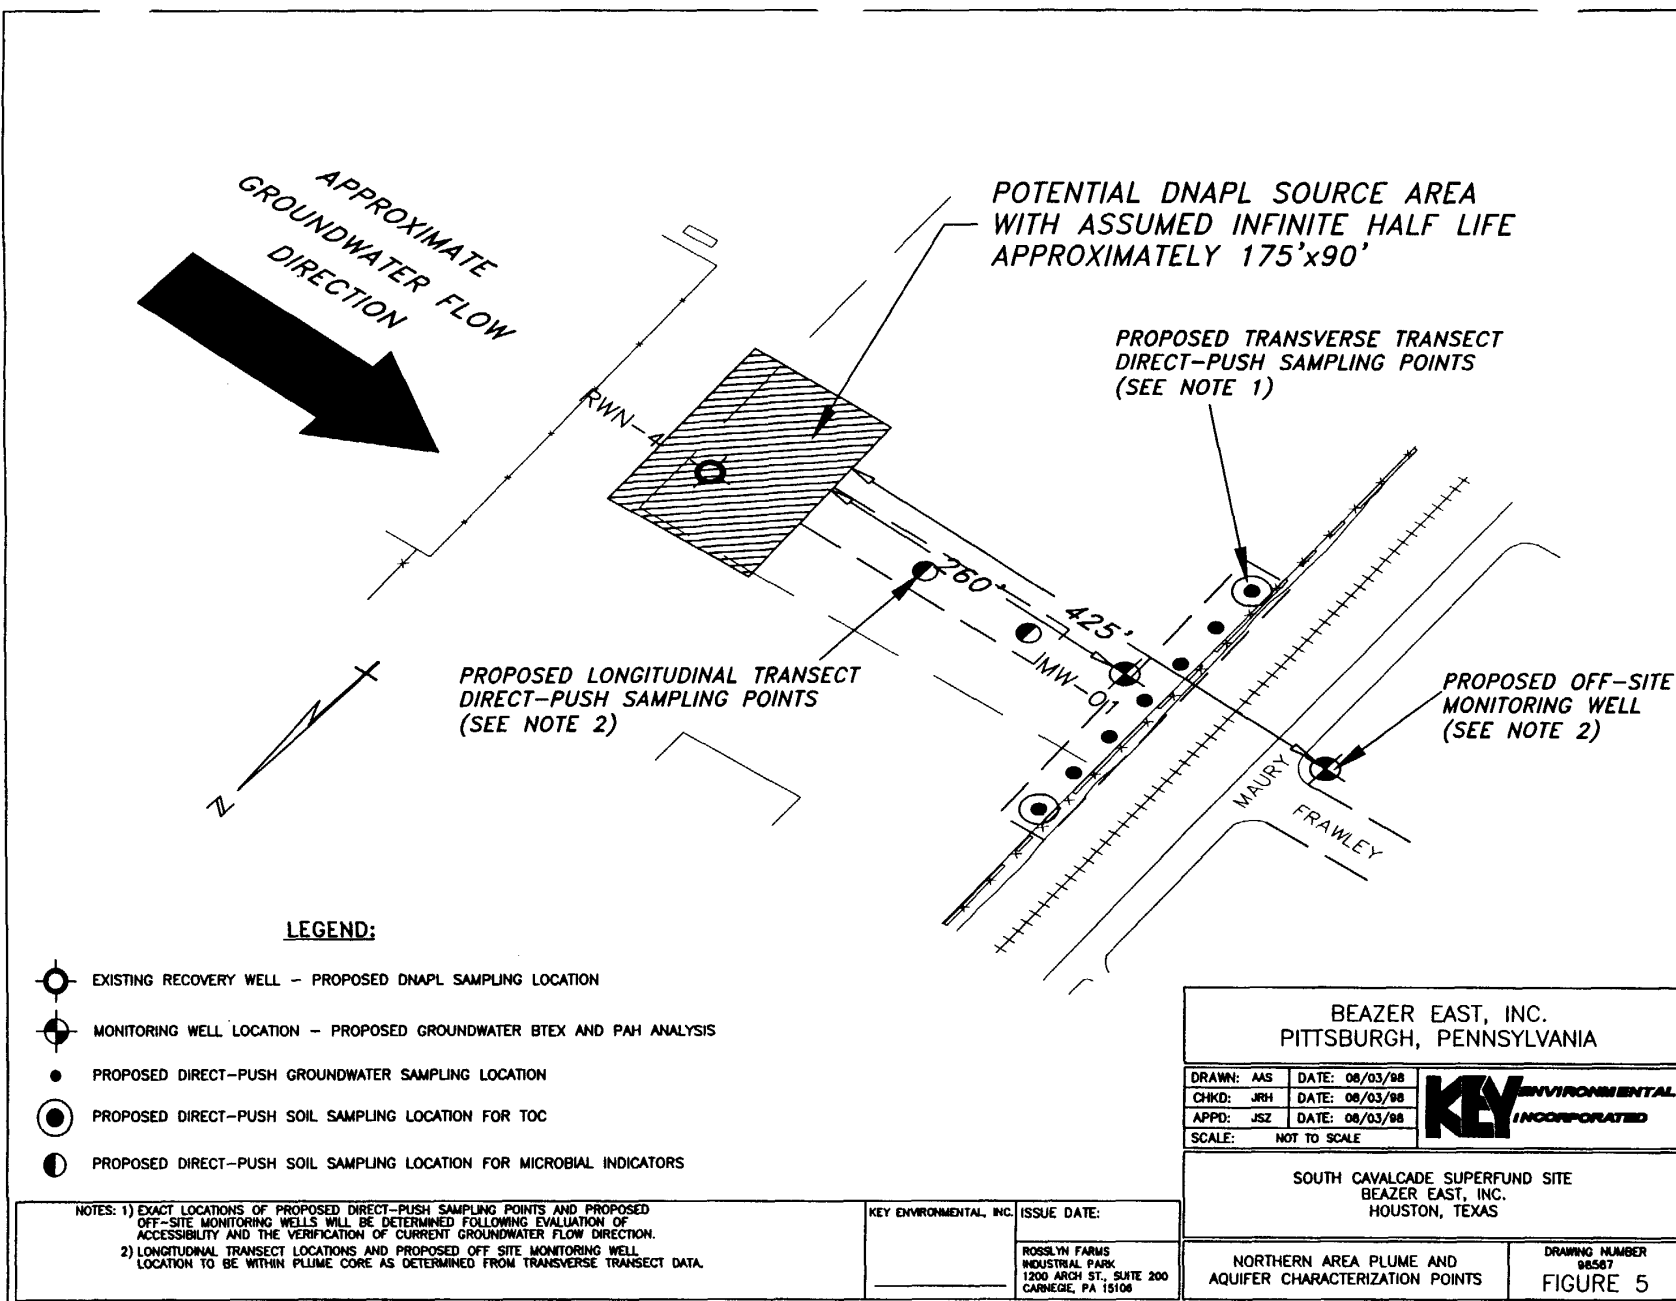 APPROXIMATE
GROUNDWATER FLOW
DIRECTION
POTENTIAL DNAPL SOURCE AREA
WITH ASSUMED INFINITE HALF LIFE
APPROXIMATELY 175'x90'
PROPOSED TRANSVERSE TRANSECT
DIRECT-PUSH SAMPLING POINTS
(SEE NOTE 1)
RWN-4
260'
425'
MW-01
PROPOSED LONGITUDINAL TRANSECT
DIRECT-PUSH SAMPLING POINTS
(SEE NOTE 2)
PROPOSED OFF-SITE
MONITORING WELL
(SEE NOTE 2)
MAURY
FRAWLEY
N
LEGEND:
EXISTING RECOVERY WELL - PROPOSED DNAPL SAMPLING LOCATION
MONITORING WELL LOCATION - PROPOSED GROUNDWATER BTEX AND PAH ANALYSIS
PROPOSED DIRECT-PUSH GROUNDWATER SAMPLING LOCATION
PROPOSED DIRECT-PUSH SOIL SAMPLING LOCATION FOR TOC
PROPOSED DIRECT-PUSH SOIL SAMPLING LOCATION FOR MICROBIAL INDICATORS
NOTES: 1) EXACT LOCATIONS OF PROPOSED DIRECT-PUSH SAMPLING POINTS AND PROPOSED
OFF-SITE MONITORING WELLS WILL BE DETERMINED FOLLOWING EVALUATION OF
ACCESSIBILITY AND THE VERIFICATION OF CURRENT GROUNDWATER FLOW DIRECTION.
2) LONGITUDINAL TRANSECT LOCATIONS AND PROPOSED OFF SITE MONITORING WELL
LOCATION TO BE WITHIN PLUME CORE AS DETERMINED FROM TRANSVERSE TRANSECT DATA.
KEY ENVIRONMENTAL, INC.
ISSUE DATE:
ROSSLYN FARMS
INDUSTRIAL PARK
1200 ARCH ST., SUITE 200
CARNEGIE, PA 15106
BEAZER EAST, INC.
PITTSBURGH, PENNSYLVANIA
DRAWN: AAS DATE: 08/03/98
CHKD: JRH DATE: 08/03/98
APPD: JSZ DATE: 08/03/98
SCALE: NOT TO SCALE
KEY ENVIRONMENTAL
INCORPORATED
SOUTH CAVALCADE SUPERFUND SITE
BEAZER EAST, INC.
HOUSTON, TEXAS
NORTHERN AREA PLUME AND
AQUIFER CHARACTERIZATION POINTS
DRAWING NUMBER
98587
FIGURE 5